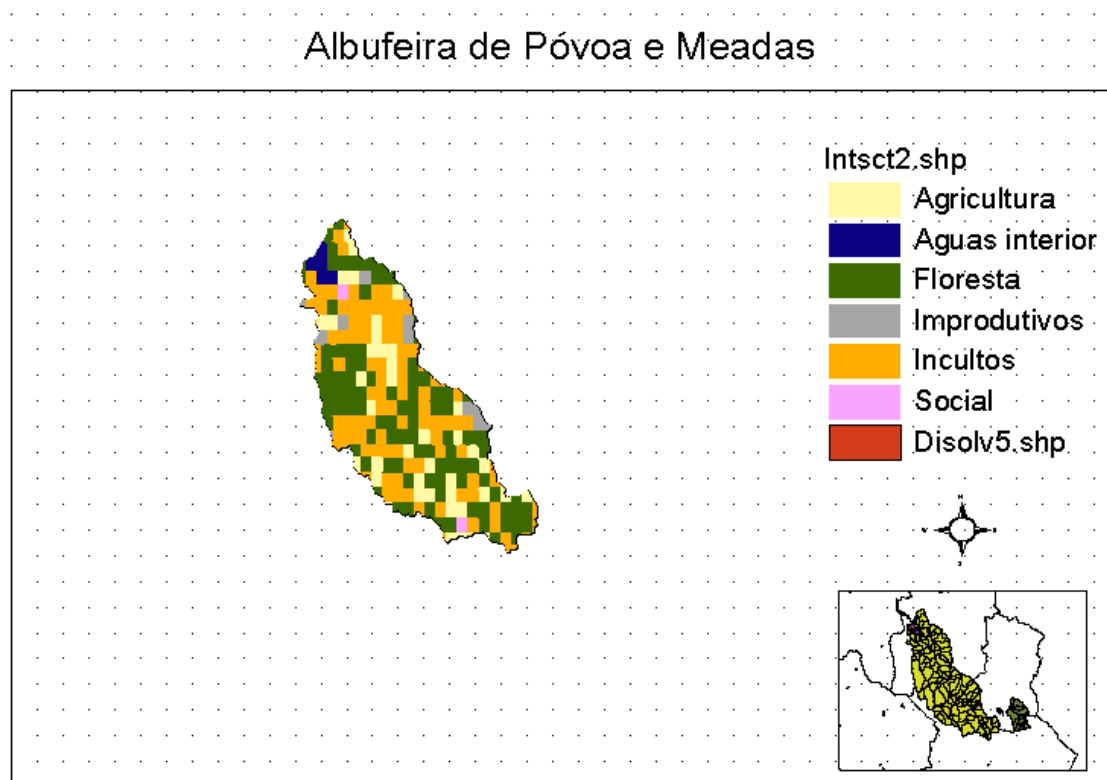 Albufeira de Póvoa e Meadas
Intsct2.shp
Agricultura
Aguas interior
Floresta
Improdutivos
Incultos
Social
Disolv5.shp